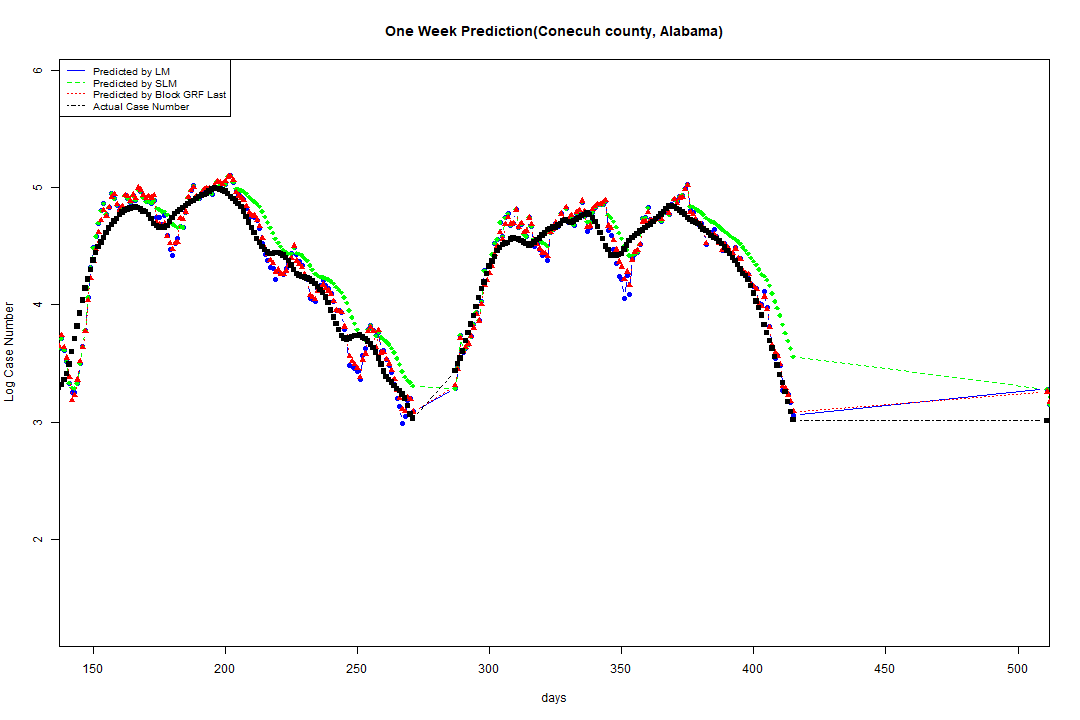 One Week Prediction(Conecuh county, Alabama)
Predicted by LM
Predicted by SLM
Predicted by Block GRF Last
Actual Case Number
6
5
4
3
2
Log Case Number
150 200 250 300 350 400 450 500
days